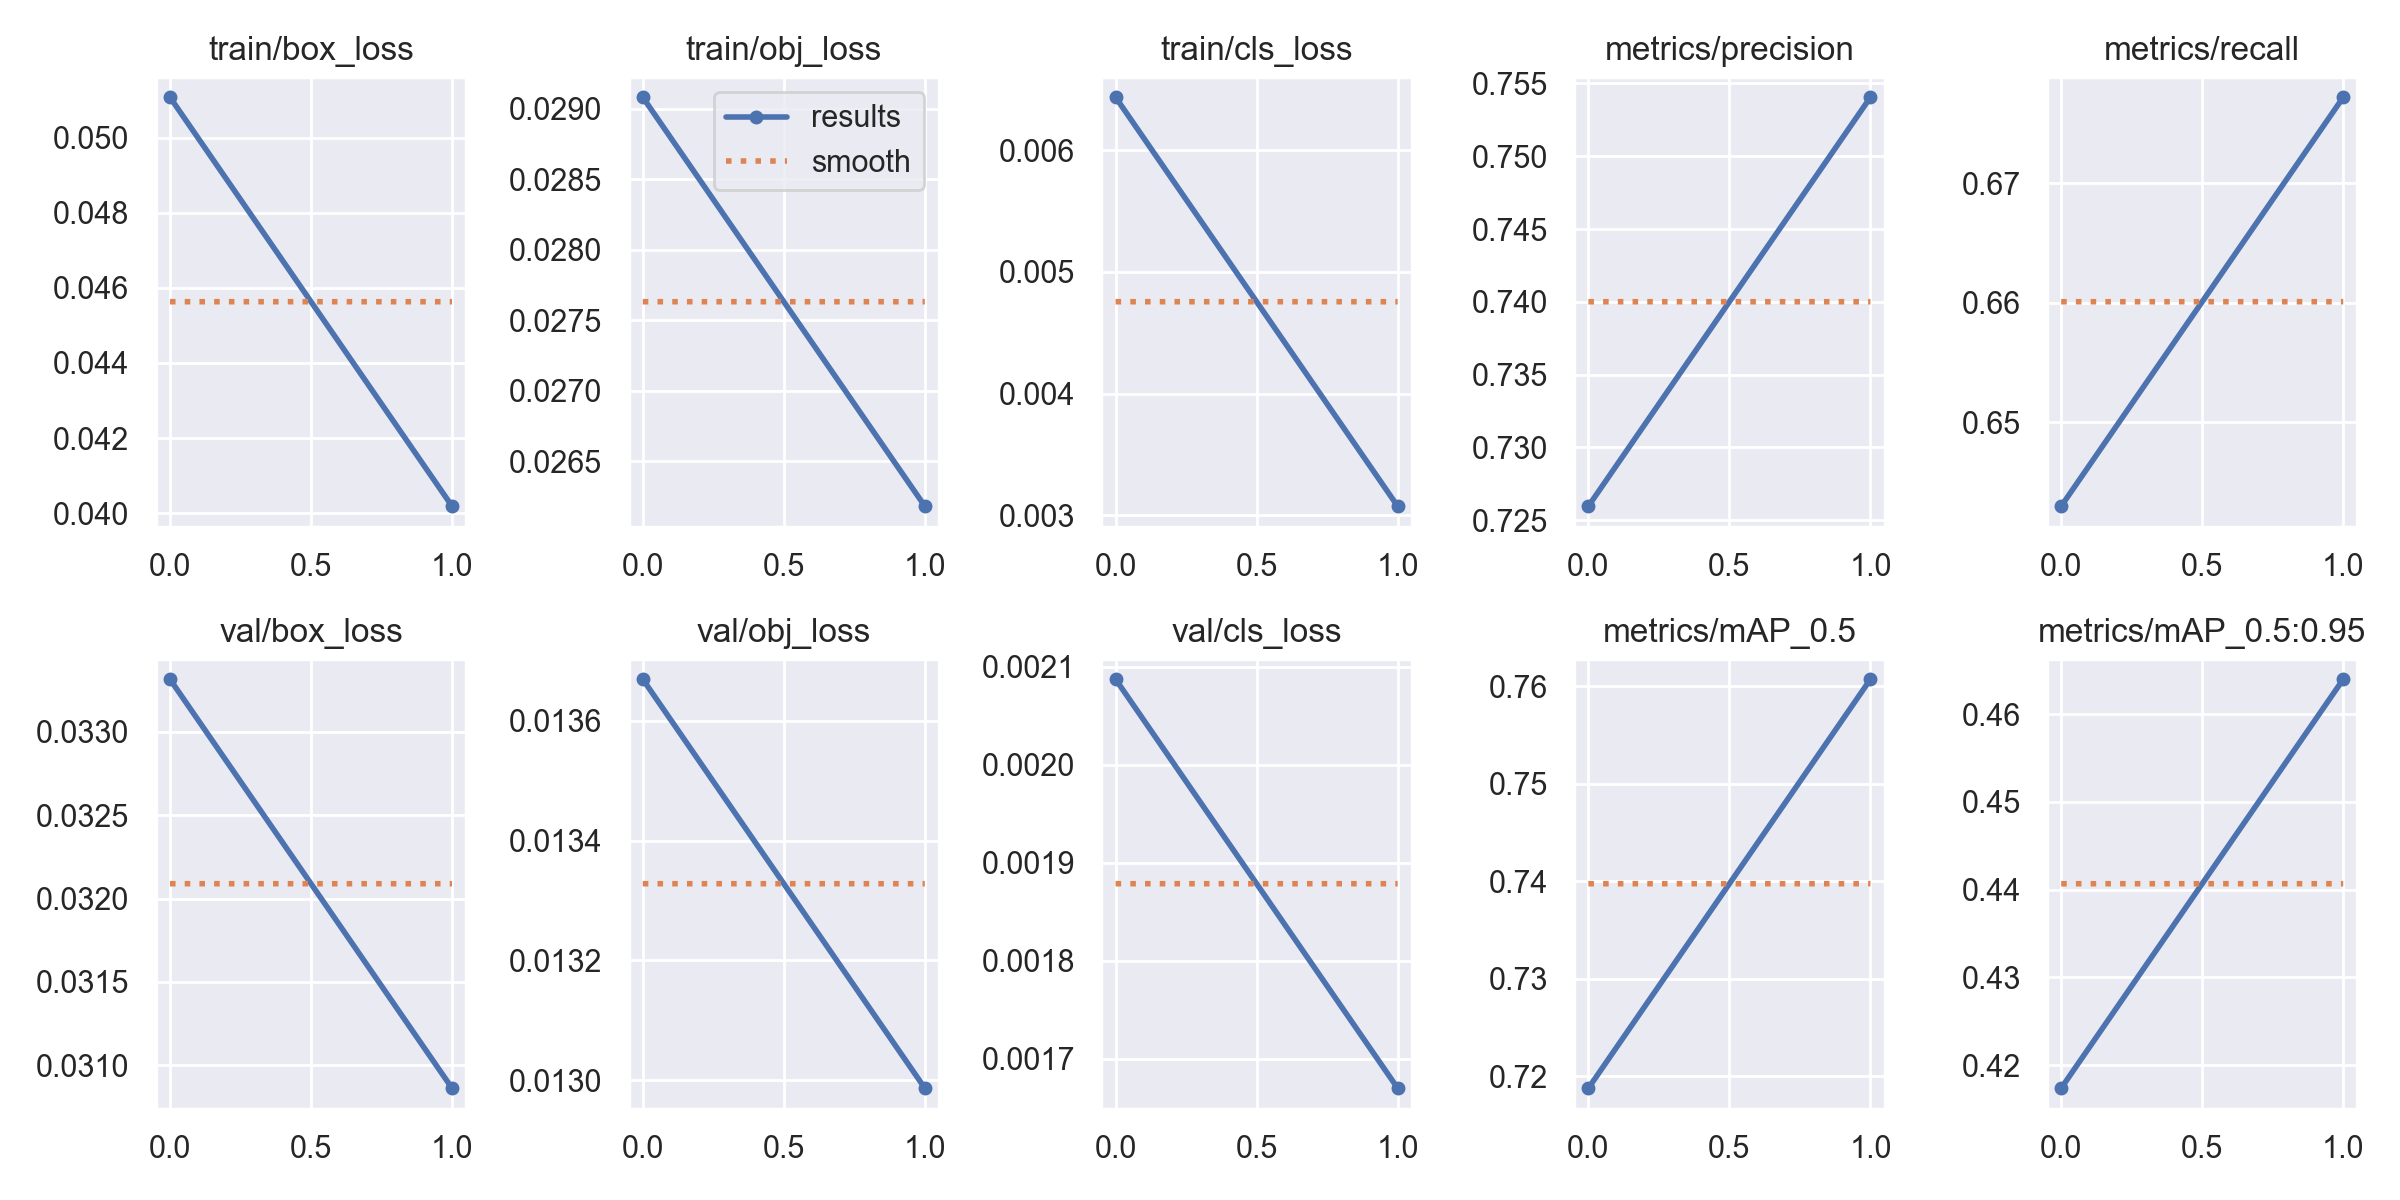 train/box_loss
0.050
0.048
0.046
0.044
0.042
0.040
0.0 0.5 1.0
train/obj_loss
results
smooth
0.0290
0.0285
0.0280
0.0275
0.0270
0.0265
0.0 0.5 1.0
train/cls_loss
0.006
0.005
0.004
0.003
0.0 0.5 1.0
metrics/precision
0.755
0.750
0.745
0.740
0.735
0.730
0.725
0.0 0.5 1.0
metrics/recall
0.67
0.66
0.65
0.0 0.5 1.0
val/box_loss
0.0330
0.0325
0.0320
0.0315
0.0310
0.0 0.5 1.0
val/obj_loss
0.0136
0.0134
0.0132
0.0130
0.0 0.5 1.0
val/cls_loss
0.0021
0.0020
0.0019
0.0018
0.0017
0.0 0.5 1.0
metrics/mAP_0.5
0.76
0.75
0.74
0.73
0.72
0.0 0.5 1.0
metrics/mAP_0.5:0.95
0.46
0.45
0.44
0.43
0.42
0.0 0.5 1.0